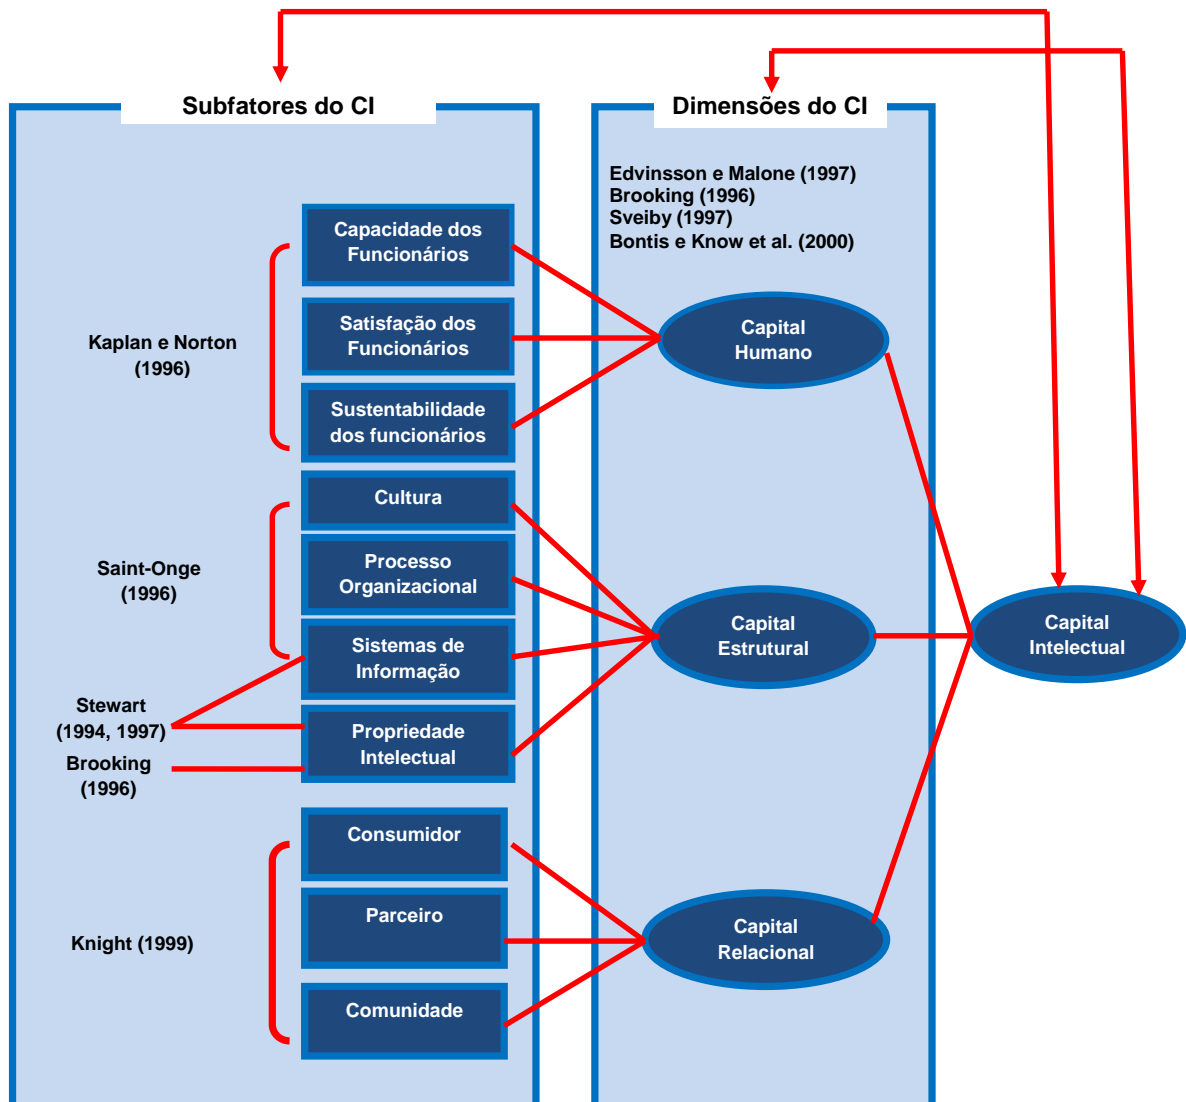 Subfatores do CI
Dimensões do CI
Edvinsson e Malone (1997)
Brooking (1996)
Sveiby (1997)
Bontis e Know et al. (2000)
Kaplan e Norton
(1996)
Capacidade dos
Funcionários
Satisfação dos
Funcionários
Sustentabilidade
dos funcionários
Capital
Humano
Saint-Onge
(1996)
Cultura
Processo
Organizacional
Sistemas de
Informação
Stewart
(1994, 1997)
Brooking
(1996)
Propriedade
Intelectual
Capital
Estrutural
Capital
Intelectual
Knight (1999)
Consumidor
Parceiro
Comunidade
Capital
Relacional